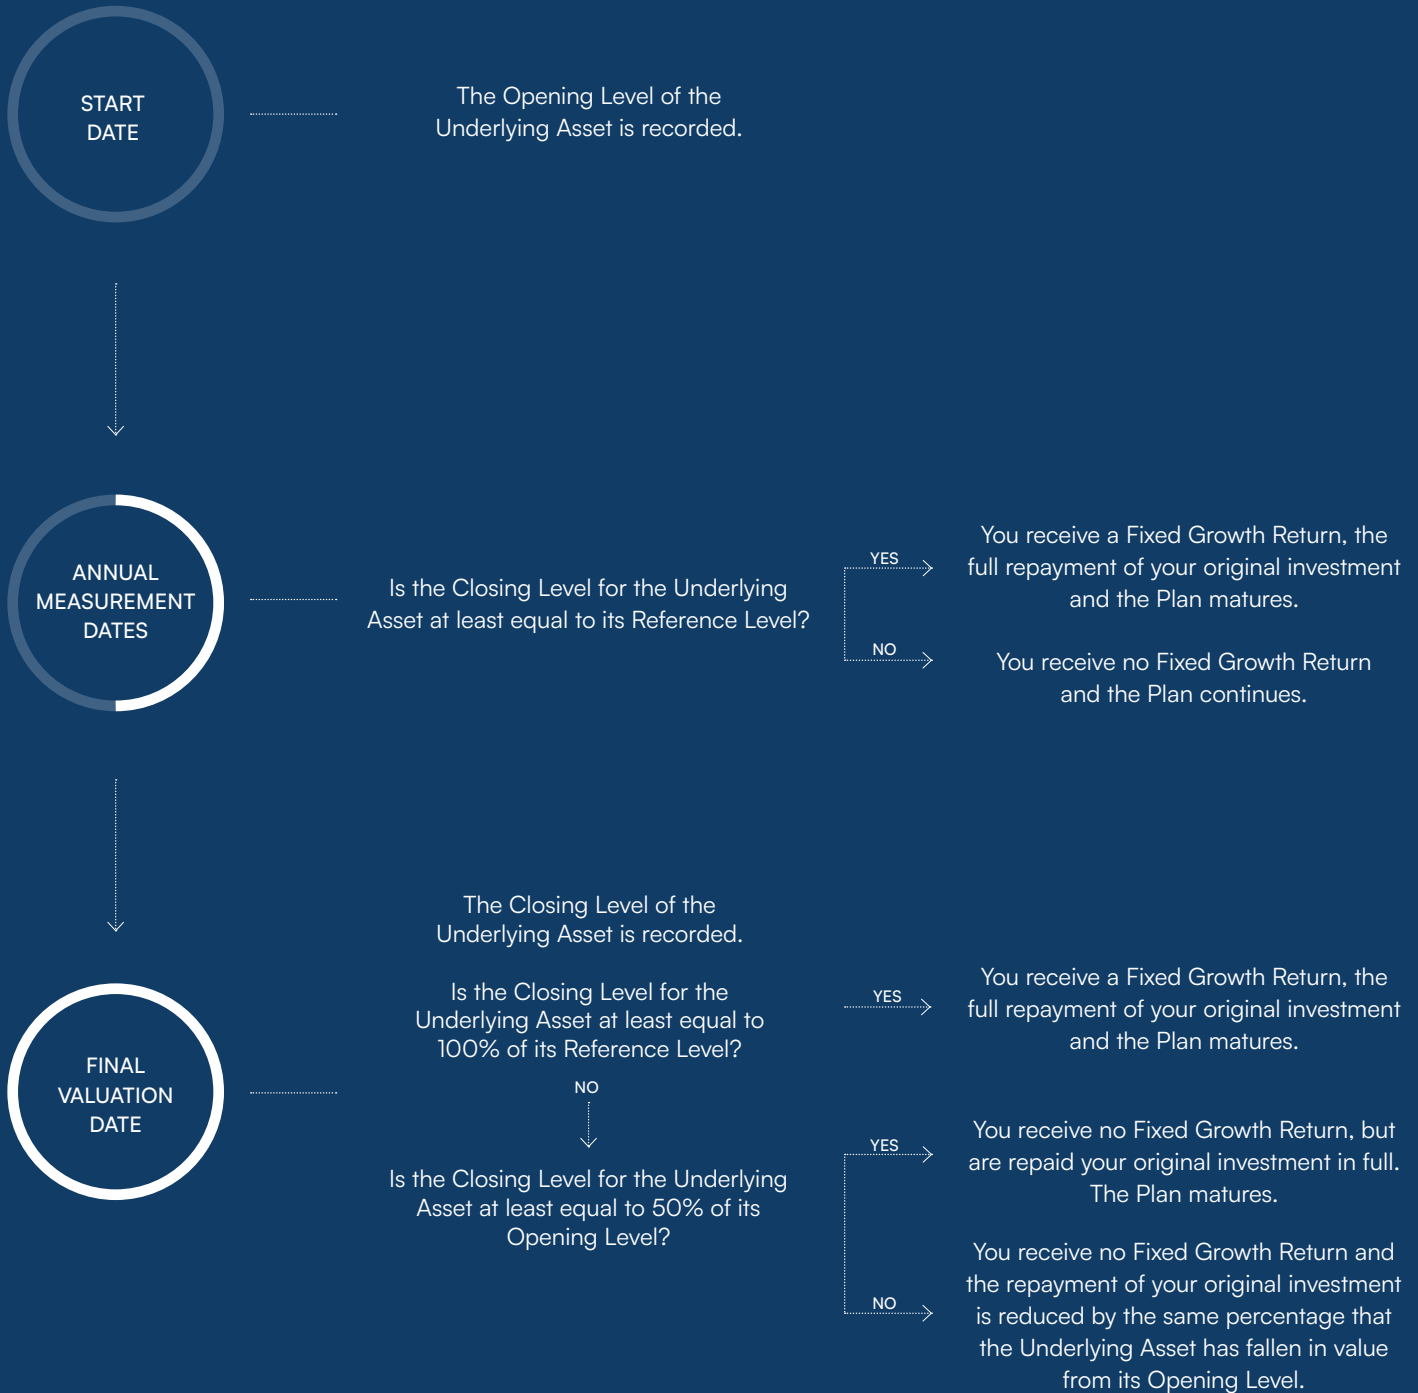 START
DATE
The Opening Level of the
Underlying Asset is recorded.
ANNUAL
MEASUREMENT
DATES
Is the Closing Level for the Underlying
Asset at least equal to its Reference Level?
YES
You receive a Fixed Growth Return, the
full repayment of your original investment
and the Plan matures.
NO
You receive no Fixed Growth Return
and the Plan continues.
FINAL
VALUATION
DATE
The Closing Level of the
Underlying Asset is recorded.
Is the Closing Level for the
Underlying Asset at least equal to
100% of its Reference Level?
YES
You receive a Fixed Growth Return, the
full repayment of your original investment
and the Plan matures.
NO
Is the Closing Level for the Underlying
Asset at least equal to 50% of its
Opening Level?
YES
You receive no Fixed Growth Return, but
are repaid your original investment in full.
The Plan matures.
NO
You receive no Fixed Growth Return and
the repayment of your original investment
is reduced by the same percentage that
the Underlying Asset has fallen in value
from its Opening Level.